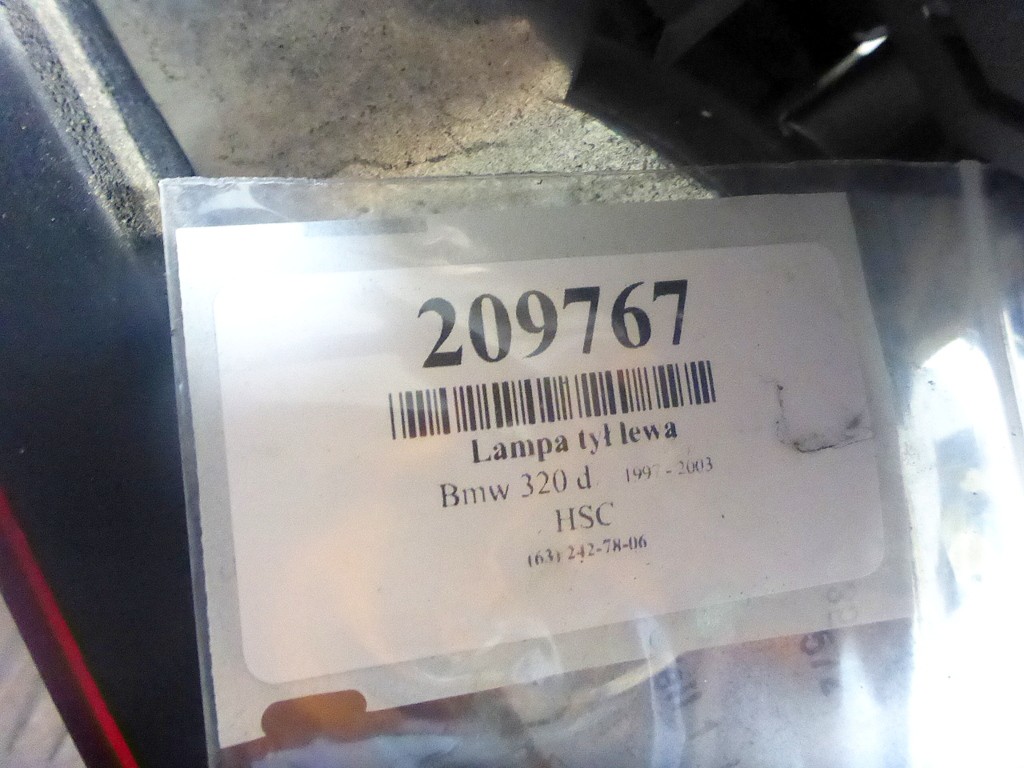 209767
Lampa tył lewa
Bmw 320 d 1997 - 2003
HSC
(63) 242-78-06